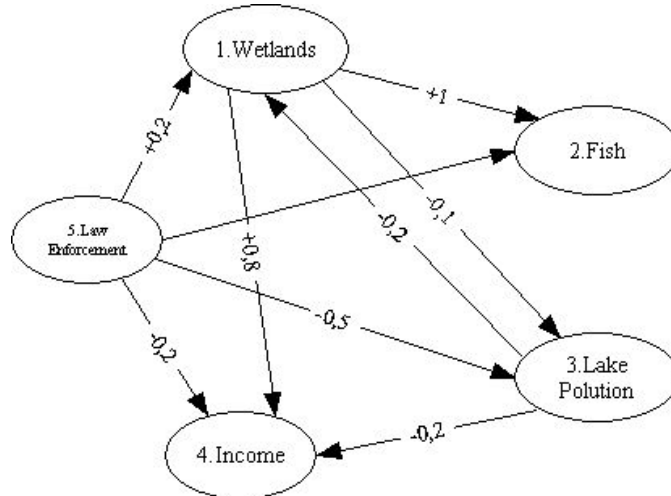 1.Wetlands
+1
2.Fish
+0,2
5.Law
Enforcement
-0,1
-0,2
+0,8
-0,5
-0,2
3.Lake
Polution
-0,2
4.Income